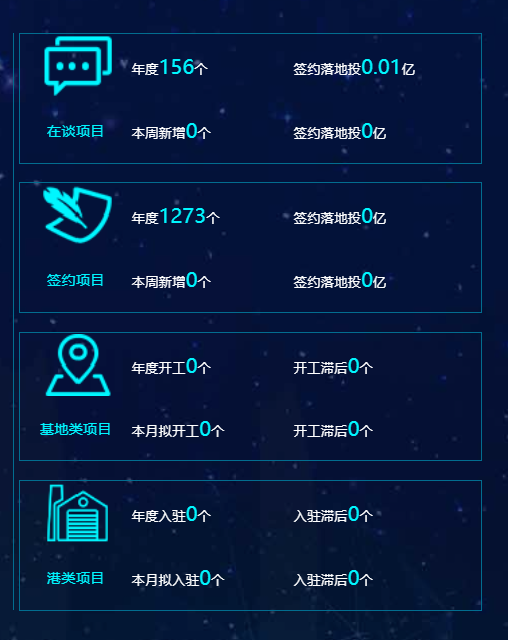 年度156个 签约落地投0.01亿
在谈项目 本周新增0个 签约落地投0亿
年度1273个 签约落地投0亿
签约项目 本周新增0个 签约落地投0亿
年度开工0个 开工滞后0个
基地类项目 本月拟开工0个 开工滞后0个
年度入驻0个 入驻滞后0个
港类项目 本月拟入驻0个 入驻滞后0个